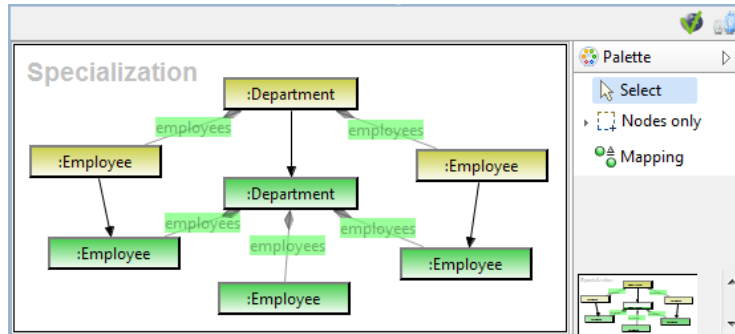 Specialization
:Department
employees
employees
:Employee
:Employee
:Department
employees
employees
employees
:Employee
:Employee
:Employee
Palette
Select
Nodes only
Mapping